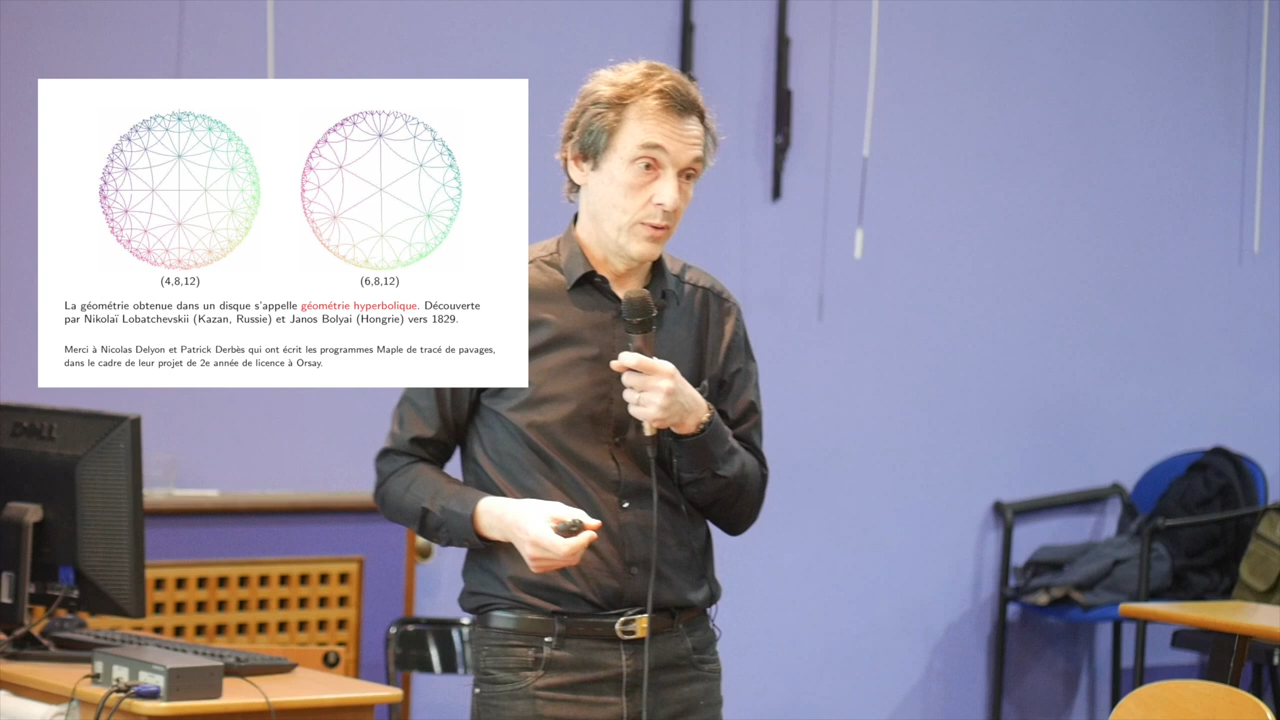 (4,8,12)
(6,8,12)
La géométrie obtenue dans un disque s'appelle géométrie hyperbolique. Découverte
par Nikolaï Lobatchevskii (Kazan, Russie) et Janos Bolyai (Hongrie) vers 1829.
Merci à Nicolas Delyon et Patrick Derbès qui ont écrit les programmes Maple de tracé de pavages,
dans le cadre de leur projet de 2e année de licence à Orsay.
DELL